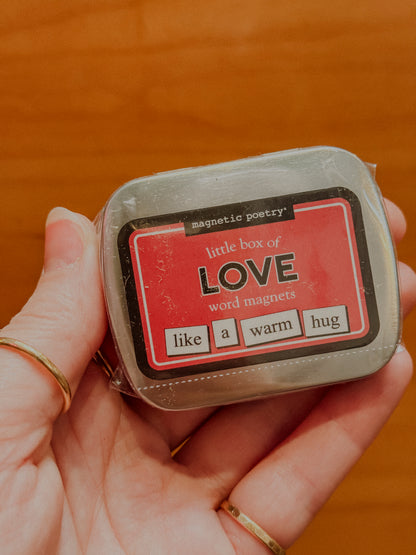 magnetic poetry®
little box of
LOVE
word magnets
like a warm hug